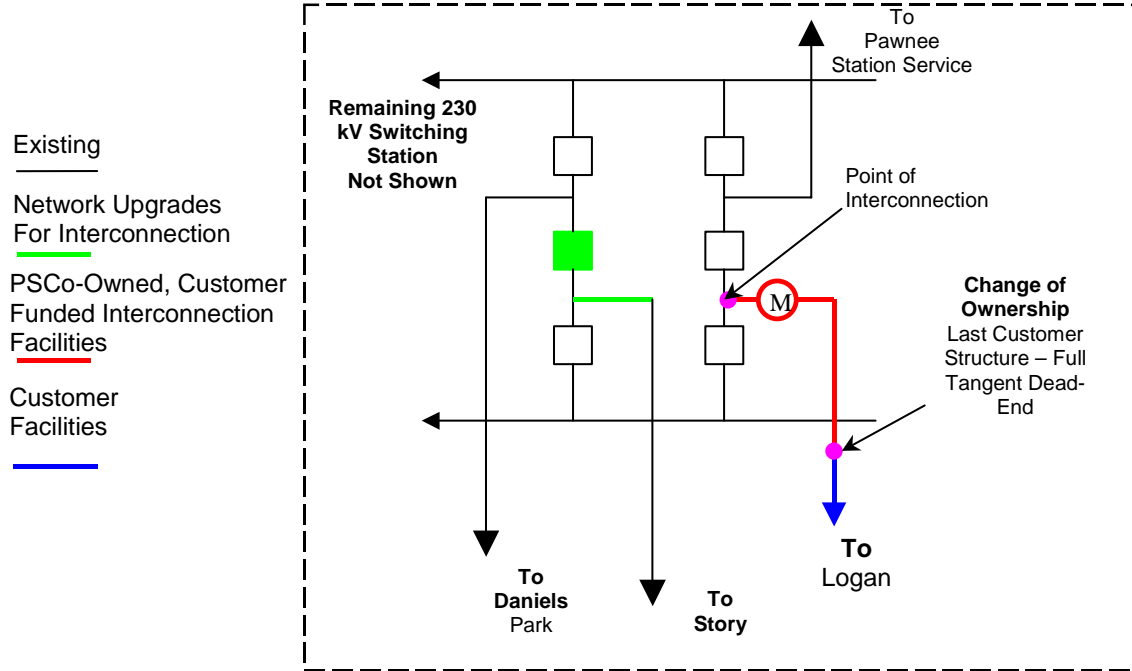 Existing
Network Upgrades
For Interconnection
PSCo-Owned, Customer
Funded Interconnection
Facilities
Customer
Facilities
To
Pawnee
Station Service
Remaining 230
kV Switching
Station
Not Shown
Point of
Interconnection
M
Change of
Ownership
Last Customer
Structure – Full
Tangent Dead-
End
To
Logan
To
Daniels
Park
To
Story